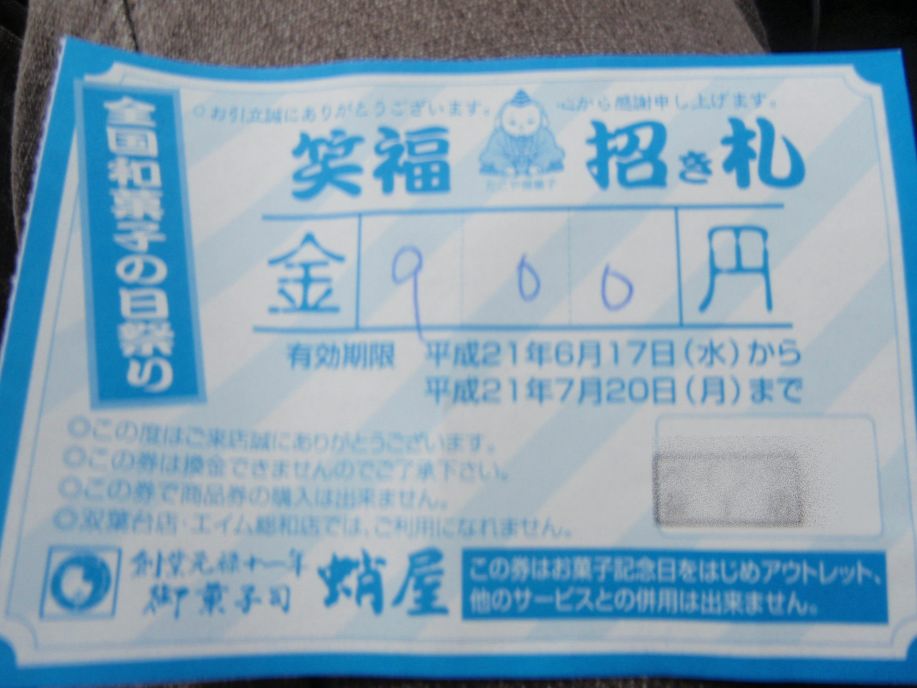 全国和菓子の日祭り
○お引立誠にありがとうございます。 心から感謝申し上げます。
笑福招き札
金900円
有効期限 平成21年6月17日(水)から
平成21年7月20日(月)まで
◎この度はご来店誠にありがとうございます。
◎この券は換金できませんのでご了承下さい。
◎この券で商品券の購入は出来ません。
◎双葉台店・エイム総和店では、ご利用になれません。
創業元禄十一年
御菓子司 蛸屋
この券はお菓子記念日をはじめアウトレット、
他のサービスとの併用は出来ません。